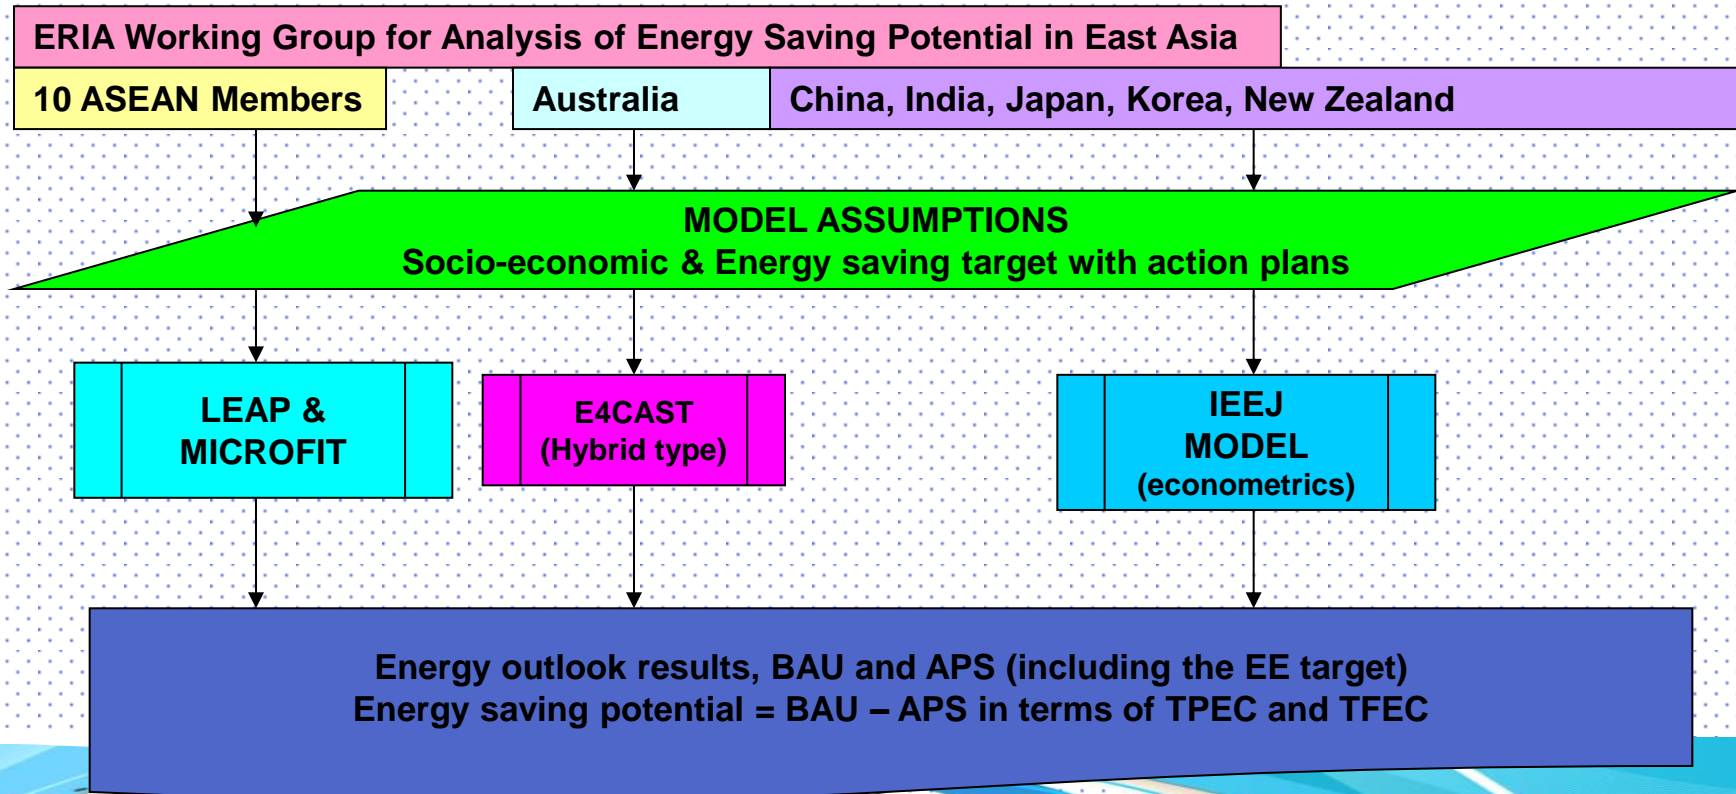 ERIA Working Group for Analysis of Energy Saving Potential in East Asia
10 ASEAN Members
Australia
China, India, Japan, Korea, New Zealand
MODEL ASSUMPTIONS
Socio-economic & Energy saving target with action plans
LEAP &
MICROFIT
E4CAST
(Hybrid type)
IEEJ
MODEL
(econometrics)
Energy outlook results, BAU and APS (including the EE target)
Energy saving potential = BAU – APS in terms of TPEC and TFEC